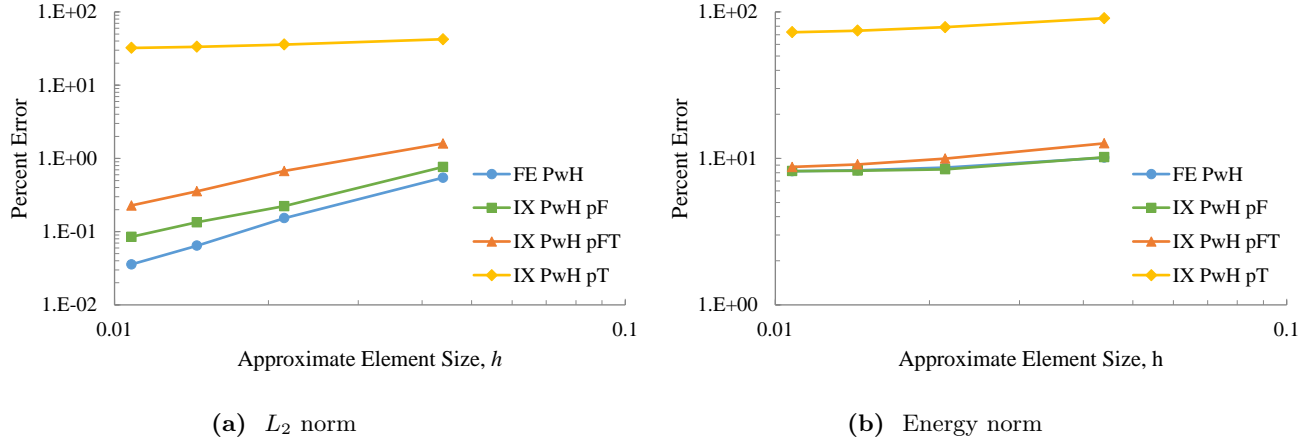 1.E+02
1.E+01
1.E+00
1.E-01
1.E-02
Percent Error
0.01
0.1
Approximate Element Size, h
FE PwH
IX PwH pF
IX PwH pFT
IX PwH pT
(a) L2 norm
1.E+02
1.E+01
1.E+00
Percent Error
0.01
0.1
Approximate Element Size, h
FE PwH
IX PwH pF
IX PwH pFT
IX PwH pT
(b) Energy norm